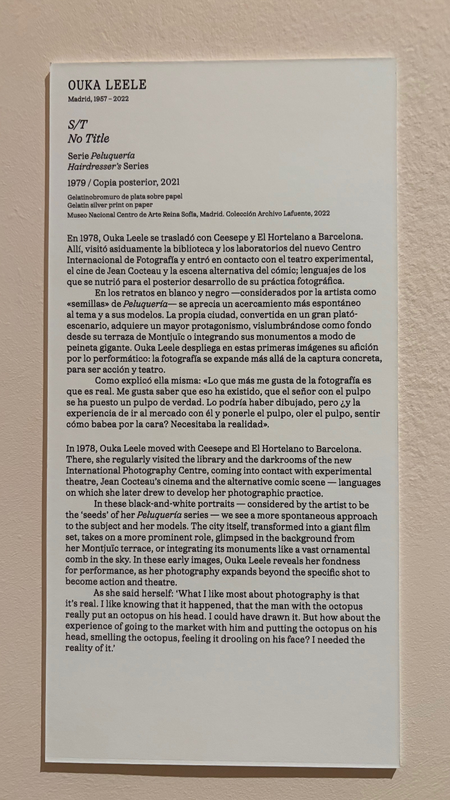 OUKA LEELE
Madrid, 1957 – 2022
S/T
No Title
Serie Peluquería
Hairdresser's Series
1979 / Copia posterior, 2021
Gelatinobromuro de plata sobre papel
Gelatin silver print on paper
Museo Nacional Centro de Arte Reina Sofía, Madrid. Colección Archivo Lafuente, 2022
En 1978, Ouka Leele se trasladó con Ceesepe y El Hortelano a Barcelona.
Allí, visitó asiduamente la biblioteca y los laboratorios del nuevo Centro
Internacional de Fotografía y entró en contacto con el teatro experimental,
el cine de Jean Cocteau y la escena alternativa del cómic; lenguajes de los
que se nutrió para el posterior desarrollo de su práctica fotográfica.
En los retratos en blanco y negro —considerados por la artista como
«semillas» de Peluquería— se aprecia un acercamiento más espontáneo
al tema y a sus modelos. La propia ciudad, convertida en un gran plató-
escenario, adquiere un mayor protagonismo, vislumbrándose como fondo
desde su terraza de Montjuïc o integrando sus monumentos a modo de
peineta gigante. Ouka Leele despliega en estas primeras imágenes su afición
por lo performático: la fotografía se expande más allá de la captura concreta,
para ser acción y teatro.
Como explicó ella misma: «Lo que más me gusta de la fotografía es
que es real. Me gusta saber que eso ha existido, que el señor con el pulpo
se ha puesto un pulpo de verdad. Lo podría haber dibujado, pero ¿y la
experiencia de ir al mercado con él y ponerle el pulpo, oler el pulpo, sentir
cómo babea por la cara? Necesitaba la realidad».
In 1978, Ouka Leele moved with Ceesepe and El Hortelano to Barcelona.
There, she regularly visited the library and the darkrooms of the new
International Photography Centre, coming into contact with experimental
theatre, Jean Cocteau's cinema and the alternative comic scene — languages
on which she later drew to develop her photographic practice.
In these black-and-white portraits — considered by the artist to be
the 'seeds' of her Peluquería series — we see a more spontaneous approach
to the subject and her models. The city itself, transformed into a giant film
set, takes on a more prominent role, glimpsed in the background from
her Montjuïc terrace, or integrating its monuments like a vast ornamental
comb in the sky. In these early images, Ouka Leele reveals her fondness
for performance, as her photography expands beyond the specific shot to
become action and theatre.
As she said herself: 'What I like most about photography is that
it's real. I like knowing that it happened, that the man with the octopus
really put an octopus on his head. I could have drawn it. But how about the
experience of going to the market with him and putting the octopus on his
head, smelling the octopus, feeling it drooling on his face? I needed the
reality of it.'